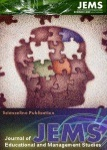 JEMS
Scienceline Publication
Journal of
JEMS
Educational and Management Studies